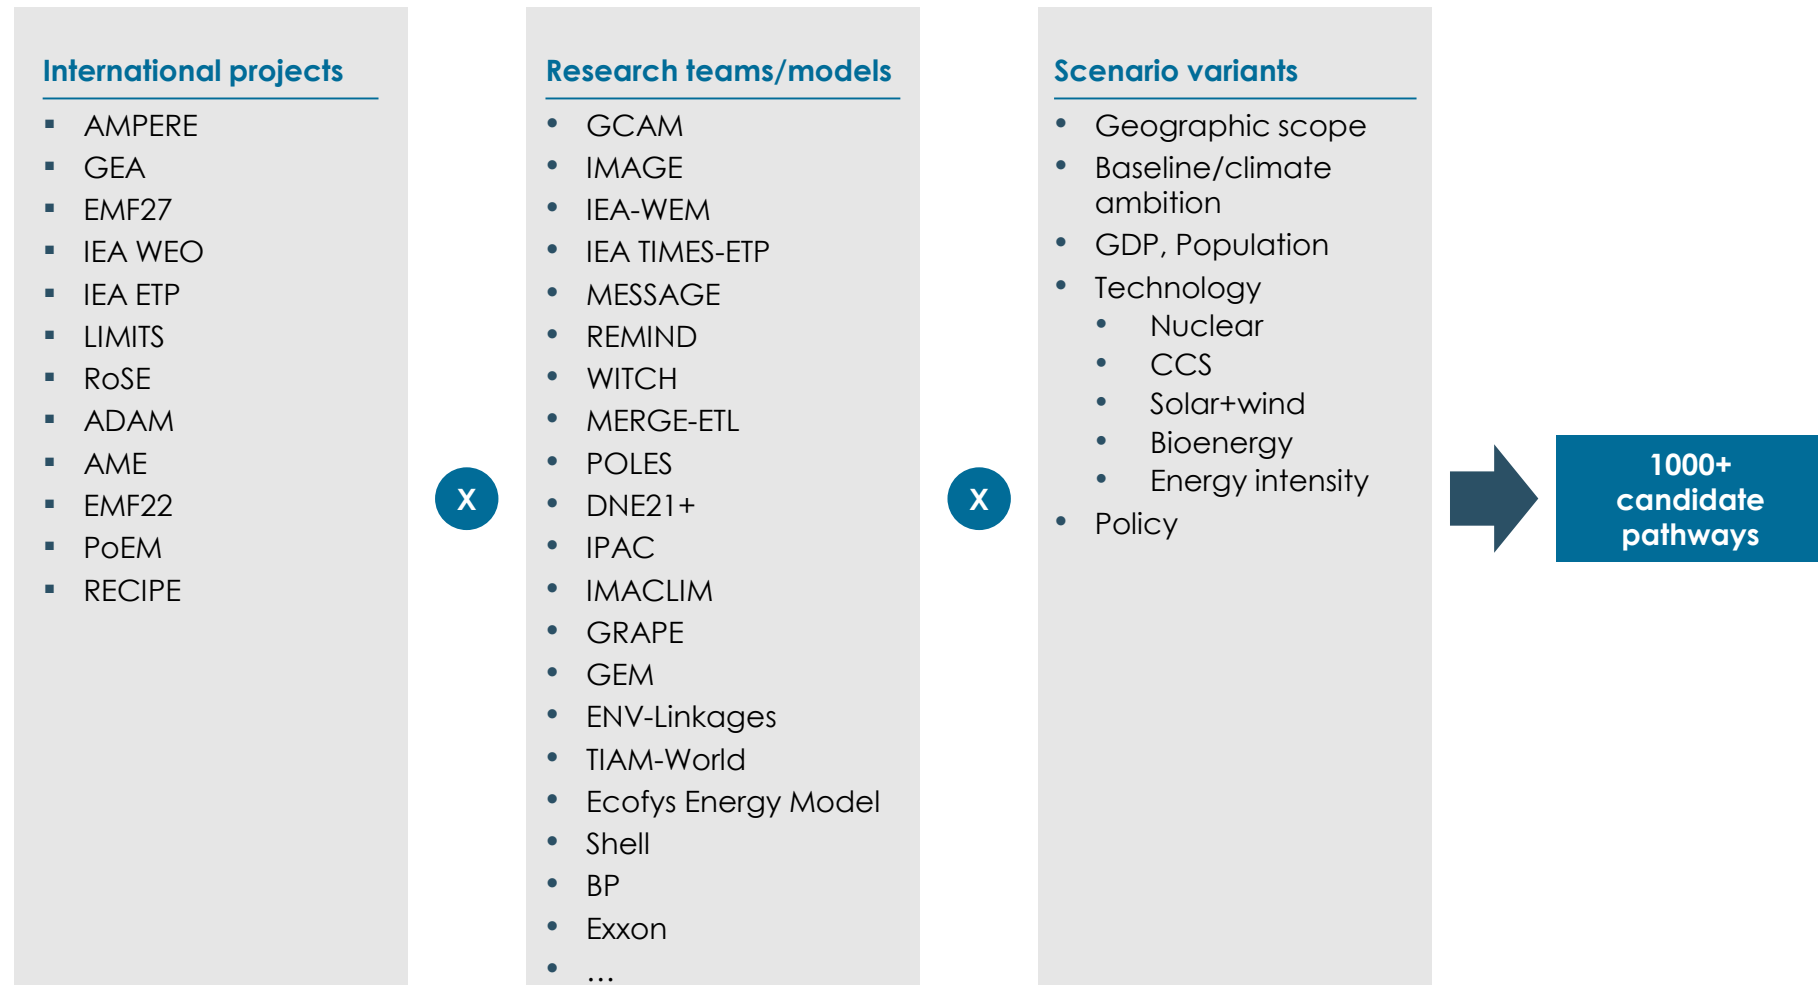 International projects
AMPERE
GEA
EMF27
IEA WEO
IEA ETP
LIMITS
RoSE
ADAM
AME
EMF22
PoEM
RECIPE
X
Research teams/models
GCAM
IMAGE
IEA-WEM
IEA TIMES-ETP
MESSAGE
REMIND
WITCH
MERGE-ETL
POLES
DNE21+
IPAC
IMACLIM
GRAPE
GEM
ENV-Linkages
TIAM-World
Ecofys Energy Model
Shell
BP
Exxon
…
X
Scenario variants
Geographic scope
Baseline/climate
ambition
GDP, Population
Technology
Nuclear
CCS
Solar+wind
Bioenergy
Energy intensity
Policy
1000+
candidate
pathways